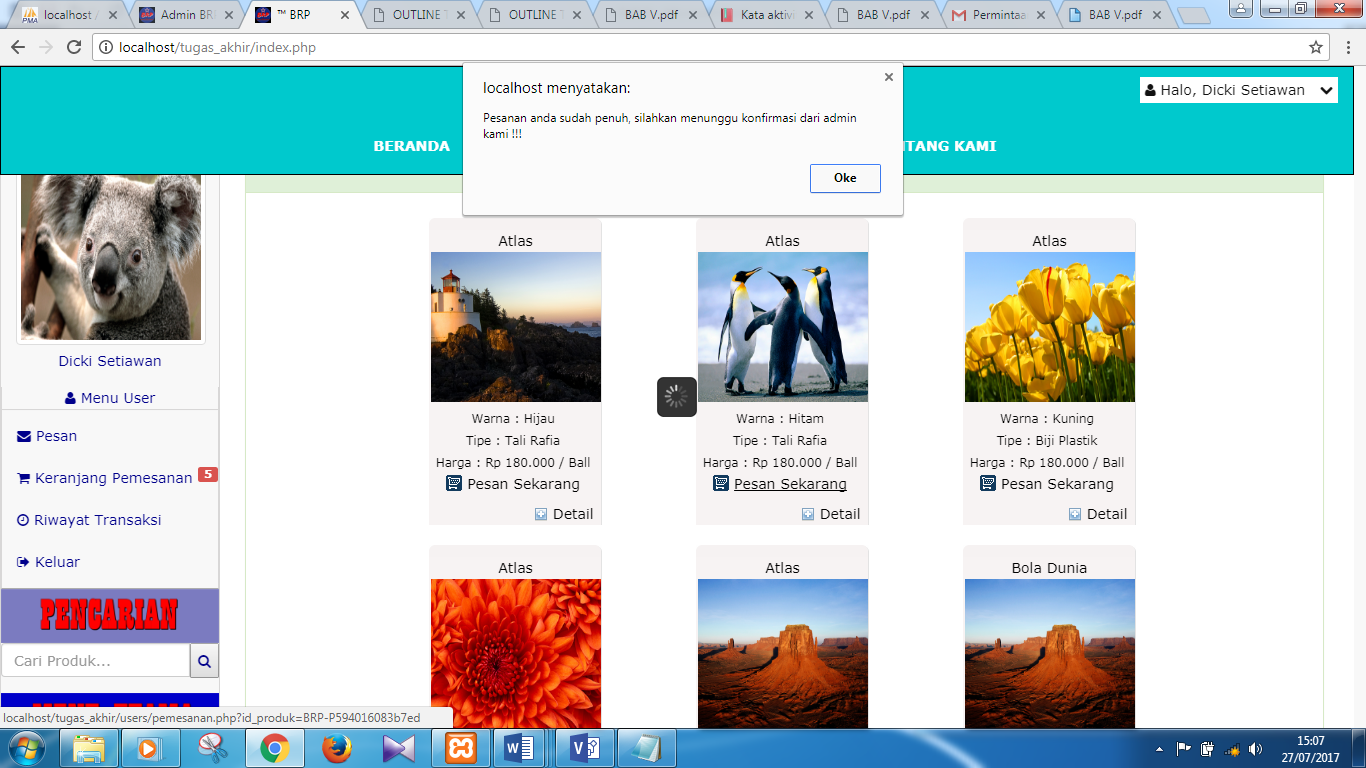 localhost /
Admin BR
™ BRP
OUTLINE T
OUTLINE T
BAB V.pdf
Kata aktivi
BAB V.pdf
Permintaa
BAB V.pdf
localhost/tugas_akhir/index.php
localhost menyatakan:
Pesanan anda sudah penuh, silahkan menunggu konfirmasi dari admin
kami !!!
Oke
Halo, Dicki Setiawan
BERANDA
NTANG KAMI
Dicki Setiawan
Menu User
Pesan
Keranjang Pemesanan 5
Riwayat Transaksi
Keluar
PENCARIAN
Cari Produk...
Atlas
Warna : Hijau
Tipe : Tali Rafia
Harga : Rp 180.000 / Ball
Pesan Sekarang
Detail
Atlas
Warna : Hitam
Tipe : Tali Rafia
Harga : Rp 180.000 / Ball
Pesan Sekarang
Detail
Atlas
Warna : Kuning
Tipe : Biji Plastik
Harga : Rp 180.000 / Ball
Pesan Sekarang
Detail
Atlas
Atlas
Bola Dunia
localhost/tugas_akhir/users/pemesanan.php?id_produk=BRP-P594016083b7ed
15:07
27/07/2017